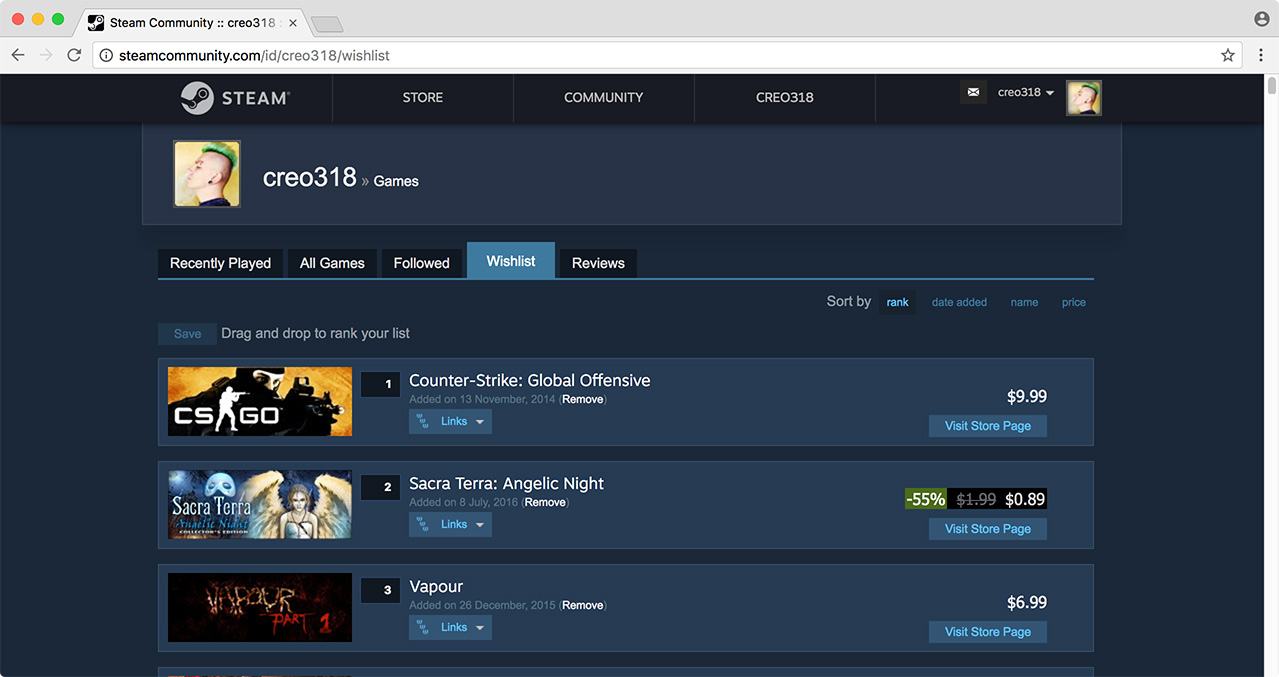 Steam Community :: creo318
steamcommunity.com/id/creo318/wishlist
STEAM STORE COMMUNITY CREO318 creo318
creo318 » Games
Recently Played All Games Followed Wishlist Reviews
Sort by rank date added name price
Save Drag and drop to rank your list
CS GO
1 Counter-Strike: Global Offensive
Added on 13 November, 2014 (Remove)
$9.99
Links
Visit Store Page
Sacra Terra
Angelic Night
COLLECTOR'S EDITION
2 Sacra Terra: Angelic Night
Added on 8 July, 2016 (Remove)
-55% $1.99 $0.89
Links
Visit Store Page
VAPOUR
PART 1
3 Vapour
Added on 26 December, 2015 (Remove)
$6.99
Links
Visit Store Page